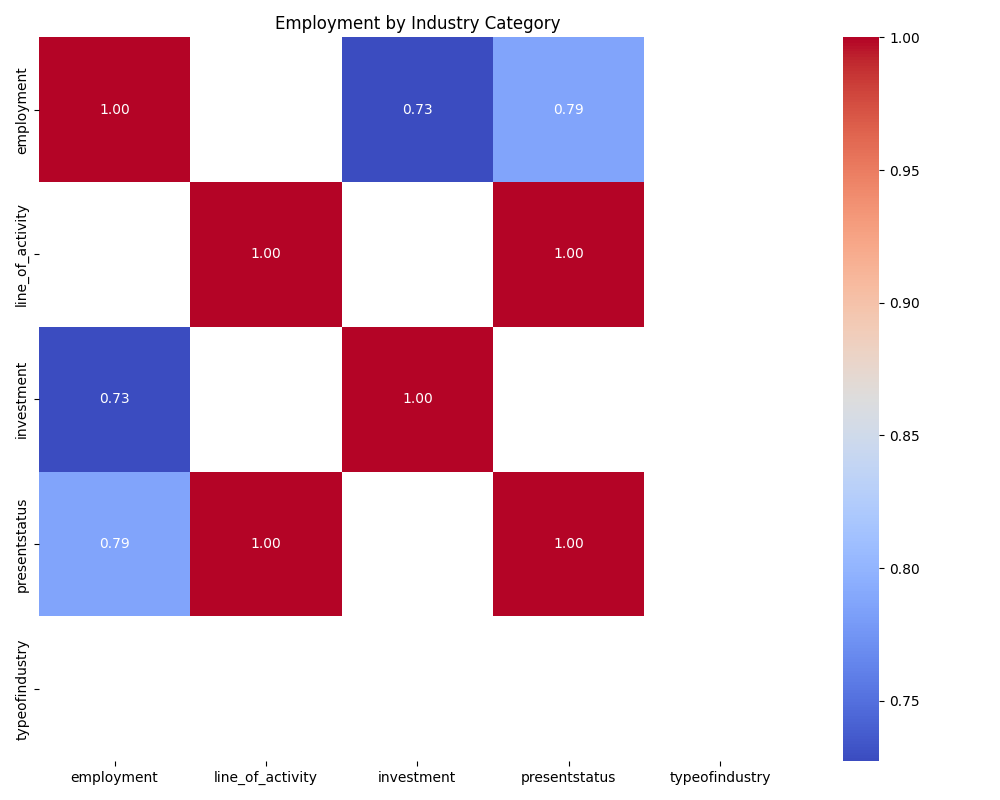 Employment by Industry Category
employment
1.00
0.73
0.79
line_of_activity
1.00
1.00
investment
0.73
1.00
presentstatus
0.79
1.00
1.00
typeofindustry
employment
line_of_activity
investment
presentstatus
typeofindustry
1.00
0.95
0.90
0.85
0.80
0.75